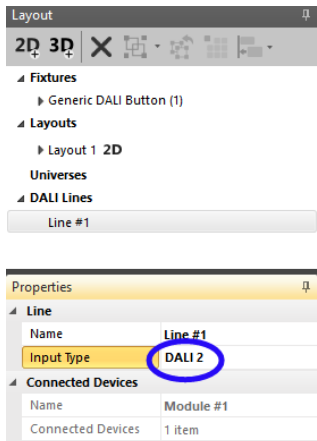 Layout
2D 3D
Fixtures
Generic DALI Button (1)
Layouts
Layout 1 2D
Universes
DALI Lines
Line #1
Properties
Line
Name Line #1
Input Type DALI 2
Connected Devices
Name Module #1
Connected Devices 1 item